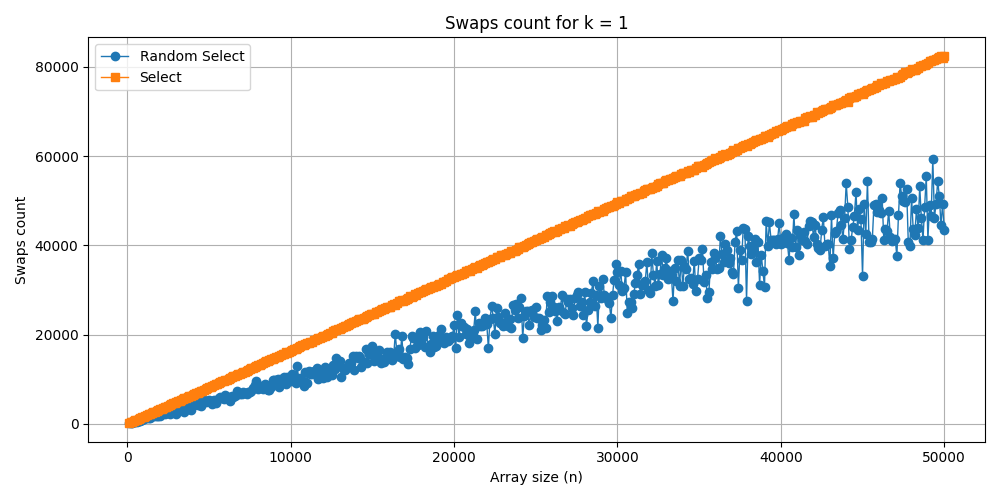 Swaps count for k = 1
Random Select
Select
80000
60000
40000
20000
0
Swaps count
0 10000 20000 30000 40000 50000
Array size (n)